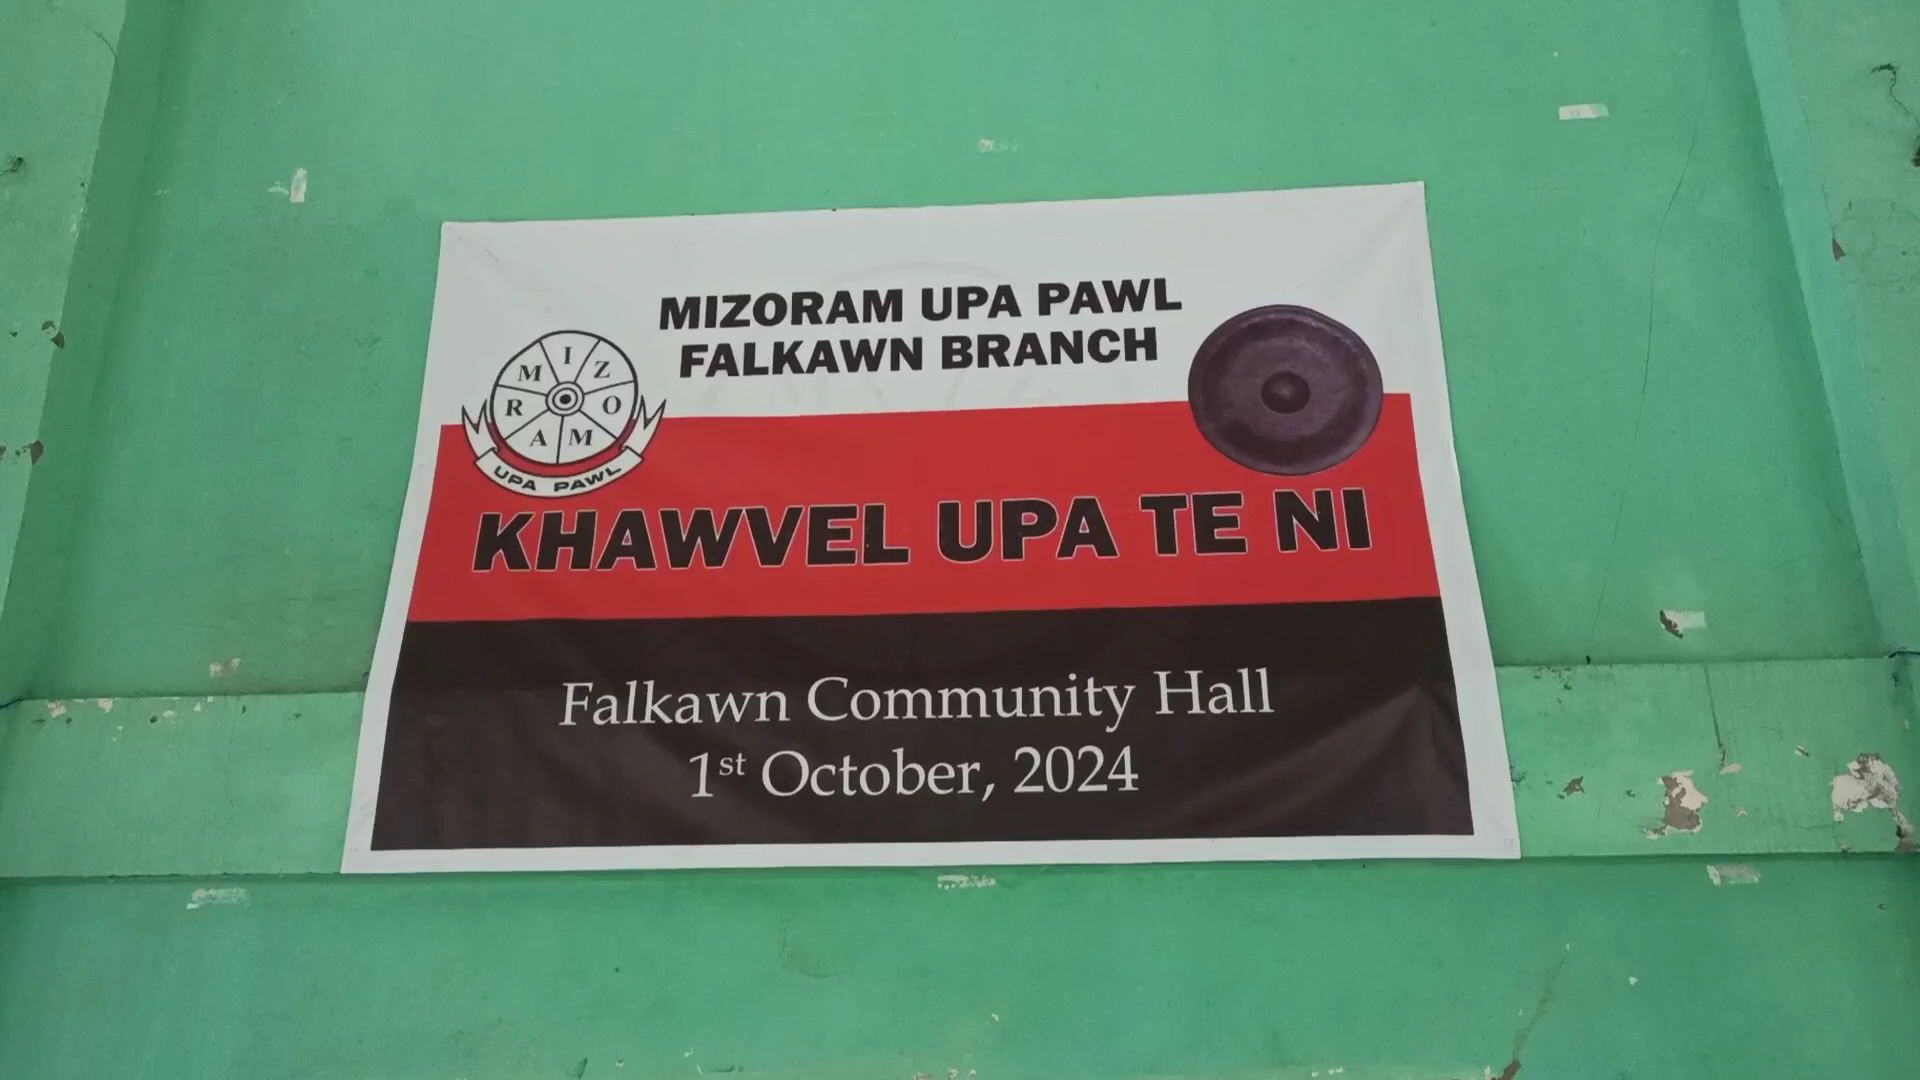 MIZORAM UPA PAWL
FALKAWN BRANCH
MIZORAM
UPA PAWL
KHAWVEL UPA TE NI
Falkawn Community Hall
1st October, 2024